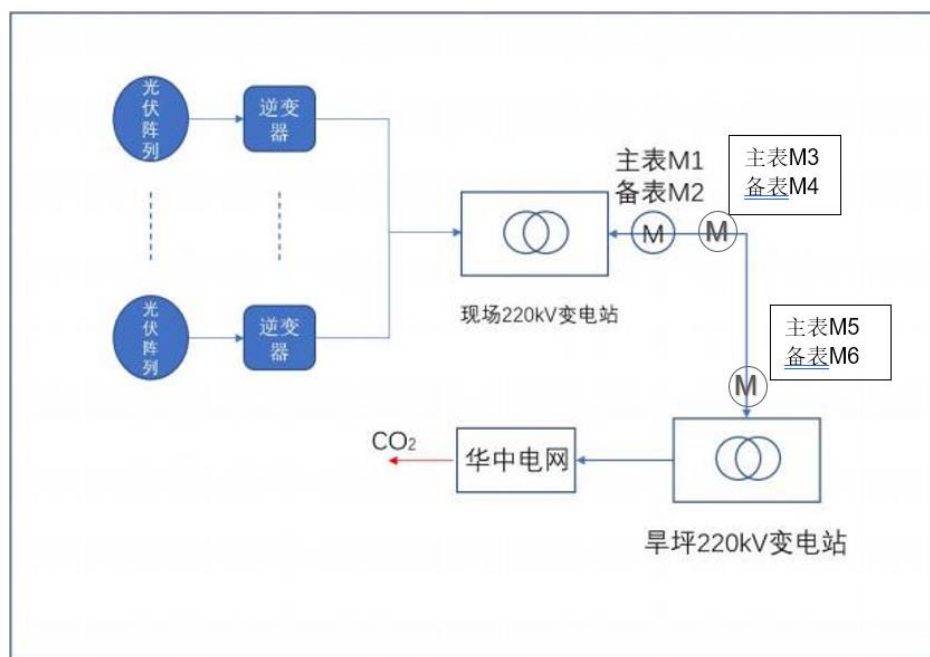 光伏阵列
逆变器
主表M1
备表M2
主表M3
备表M4
M
M
现场220kV变电站
光伏阵列
逆变器
主表M5
备表M6
M
CO₂
华中电网
旱坪220kV变电站